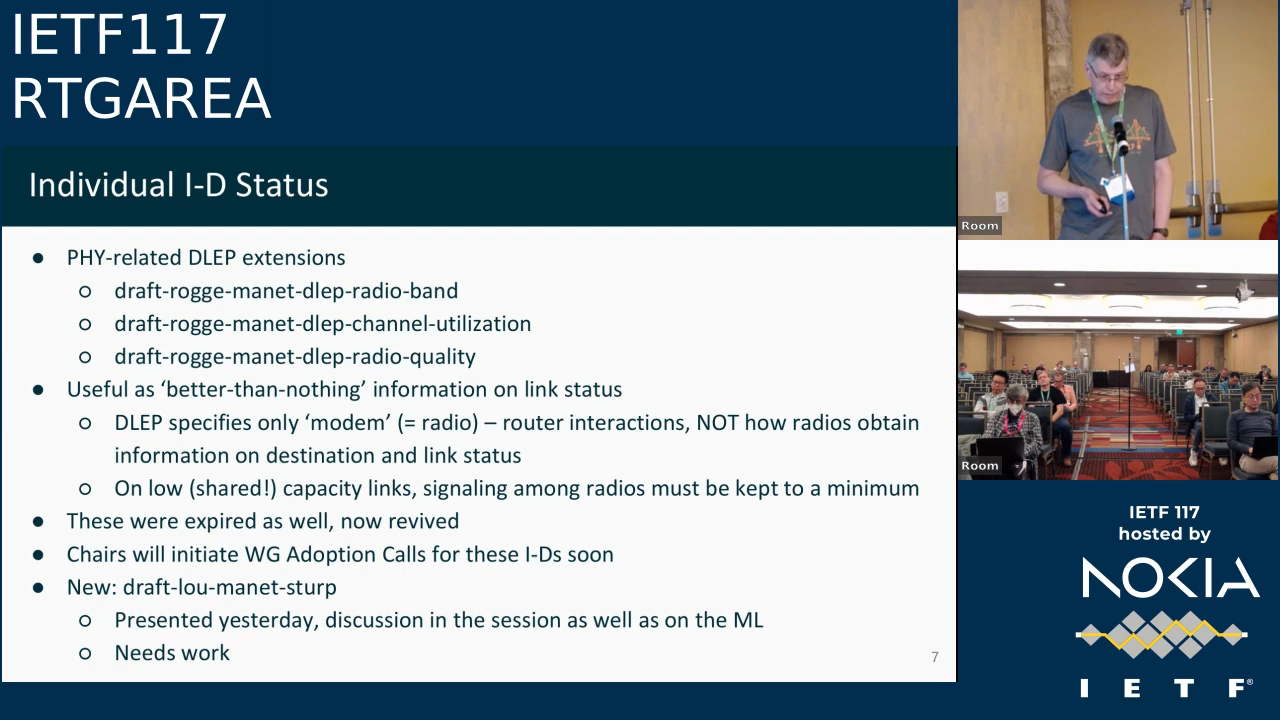 IETF117
RTGAREA
Individual I-D Status
● PHY-related DLEP extensions
○ draft-rogge-manet-dlep-radio-band
○ draft-rogge-manet-dlep-channel-utilization
○ draft-rogge-manet-dlep-radio-quality
● Useful as ‘better-than-nothing’ information on link status
○ DLEP specifies only ‘modem’ (= radio) – router interactions, NOT how radios obtain
information on destination and link status
○ On low (shared!) capacity links, signaling among radios must be kept to a minimum
● These were expired as well, now revived
● Chairs will initiate WG Adoption Calls for these I-Ds soon
● New: draft-lou-manet-sturp
○ Presented yesterday, discussion in the session as well as on the ML
○ Needs work
7
Room
Room
IETF 117
hosted by
NOKIA
I E T F®